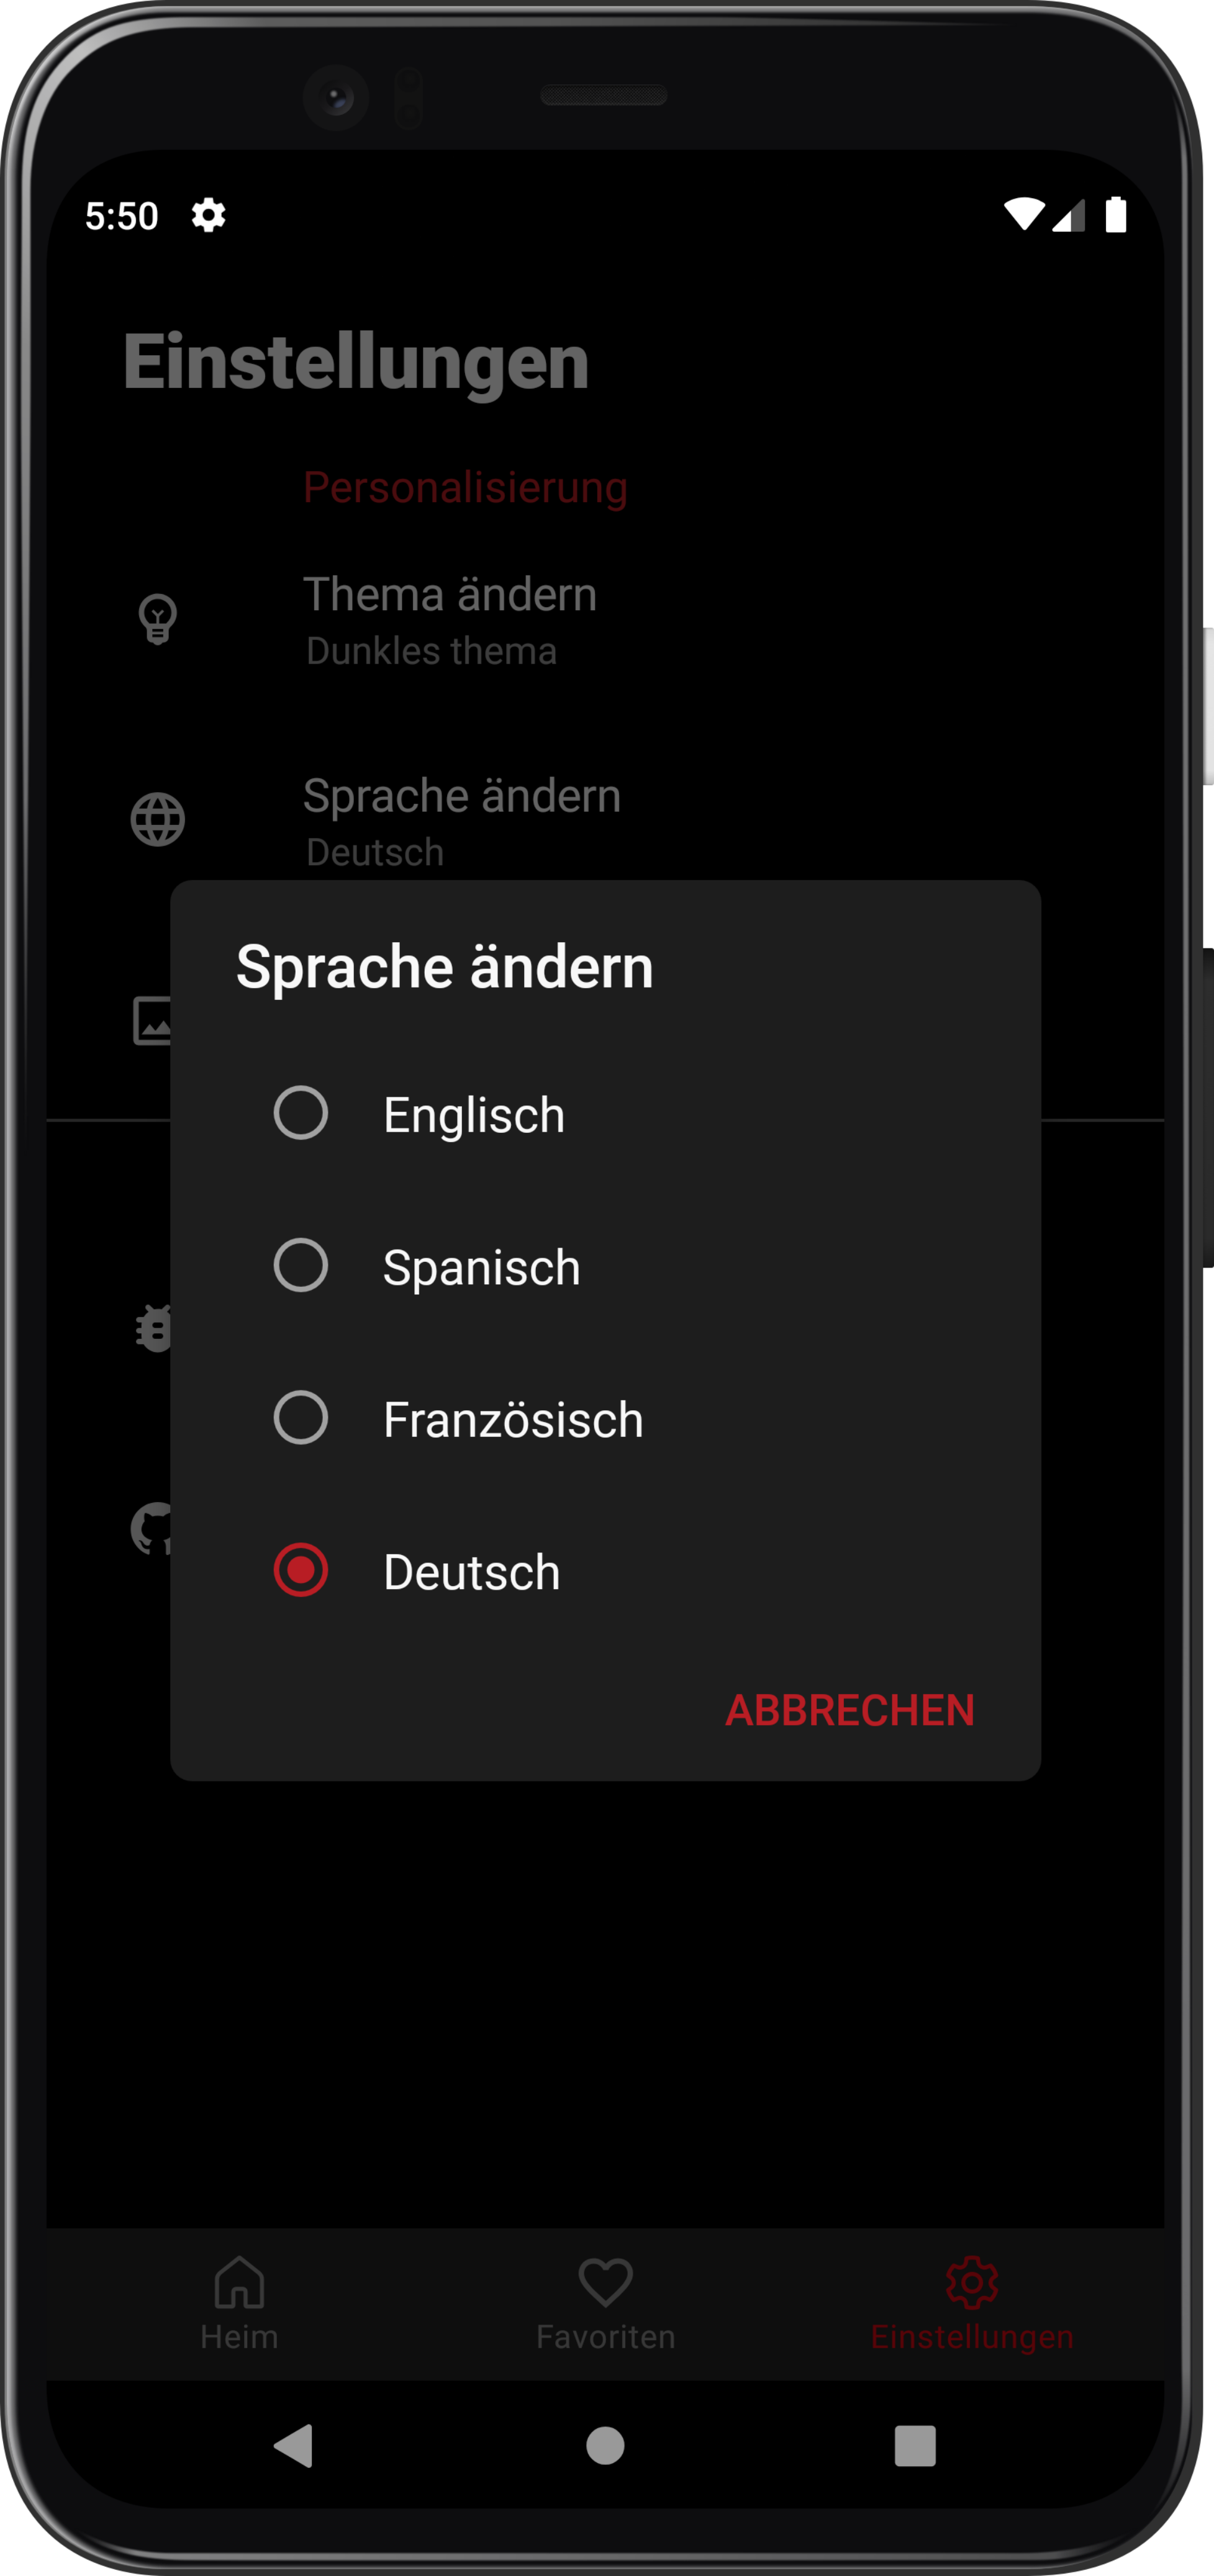 5:50
Einstellungen
Personalisierung
Thema ändern
Dunkles thema
Sprache ändern
Deutsch
Sprache ändern
Englisch
Spanisch
Französisch
Deutsch
ABBRECHEN
Heim
Favoriten
Einstellungen